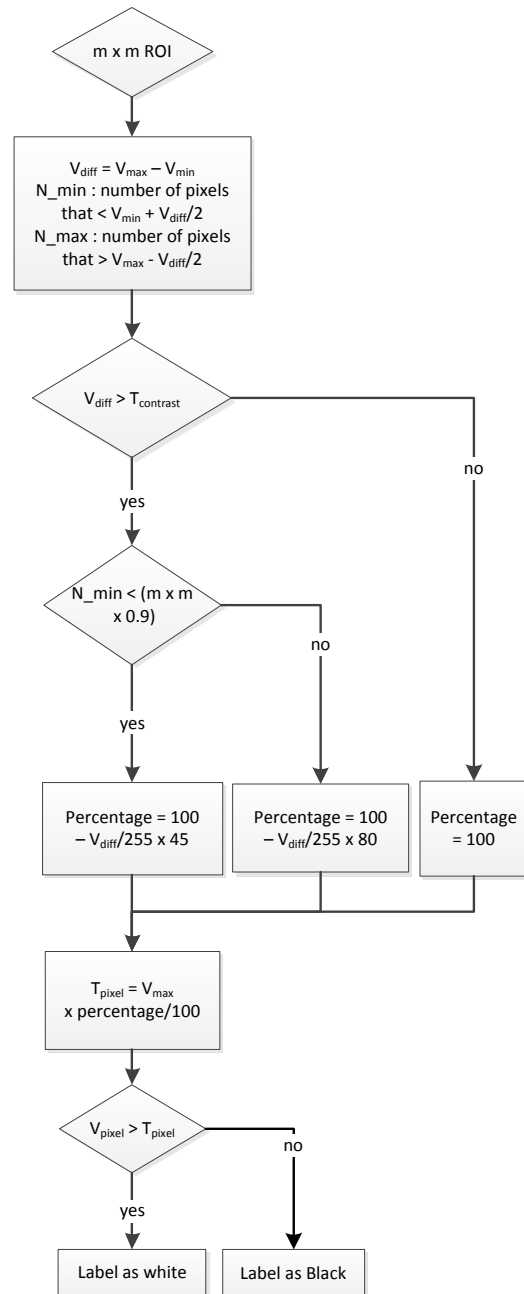 m x m ROI
V_diff = V_max – V_min
N_min : number of pixels
that < V_min + V_diff/2
N_max : number of pixels
that > V_max - V_diff/2
V_diff > T_contrast
no
yes
N_min < (m x m
x 0.9)
no
yes
Percentage = 100
– V_diff/255 x 45
Percentage = 100
– V_diff/255 x 80
Percentage
= 100
T_pixel = V_max
x percentage/100
V_pixel > T_pixel
no
yes
Label as white
Label as Black